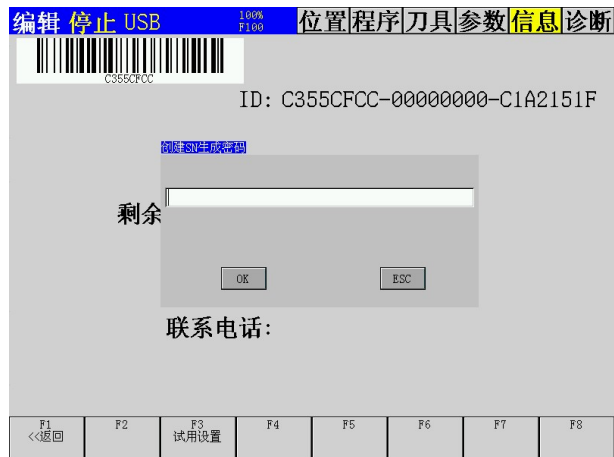 编辑 停止 USB 100% F100 位置 程序 刀具 参数 信息 诊断
C355CFCC
ID: C355CFCC-00000000-C1A2151F
创建SN生成密码
剩余
OK ESC
联系电话:
F1 F2 F3 F4 F5 F6 F7 F8
<<返回 试用设置